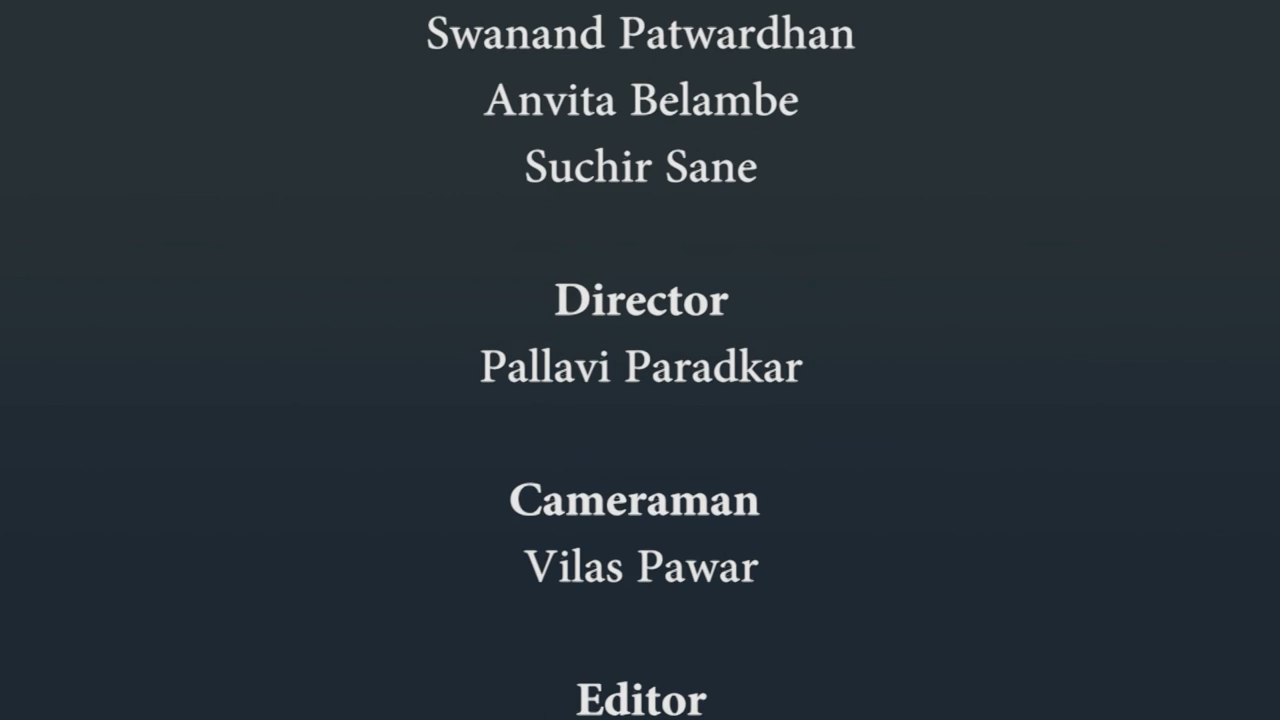 Swanand Patwardhan
Anvita Belambe
Suchir Sane
Director
Pallavi Paradkar
Cameraman
Vilas Pawar
Editor